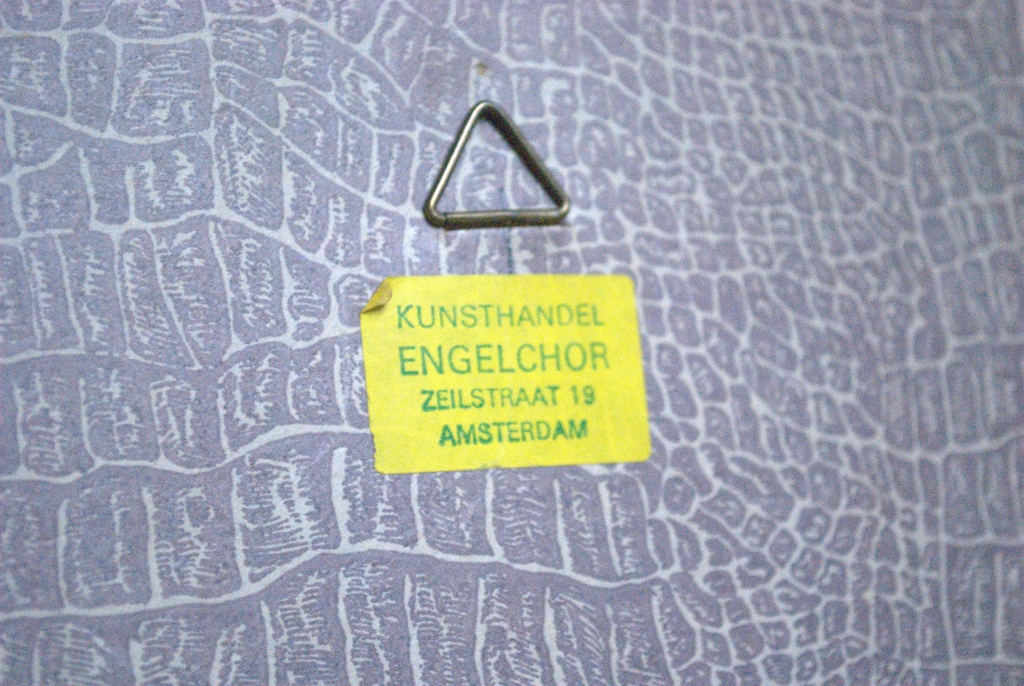 KUNSTHANDEL
ENGELCHOR
ZEILSTRAAT 19
AMSTERDAM